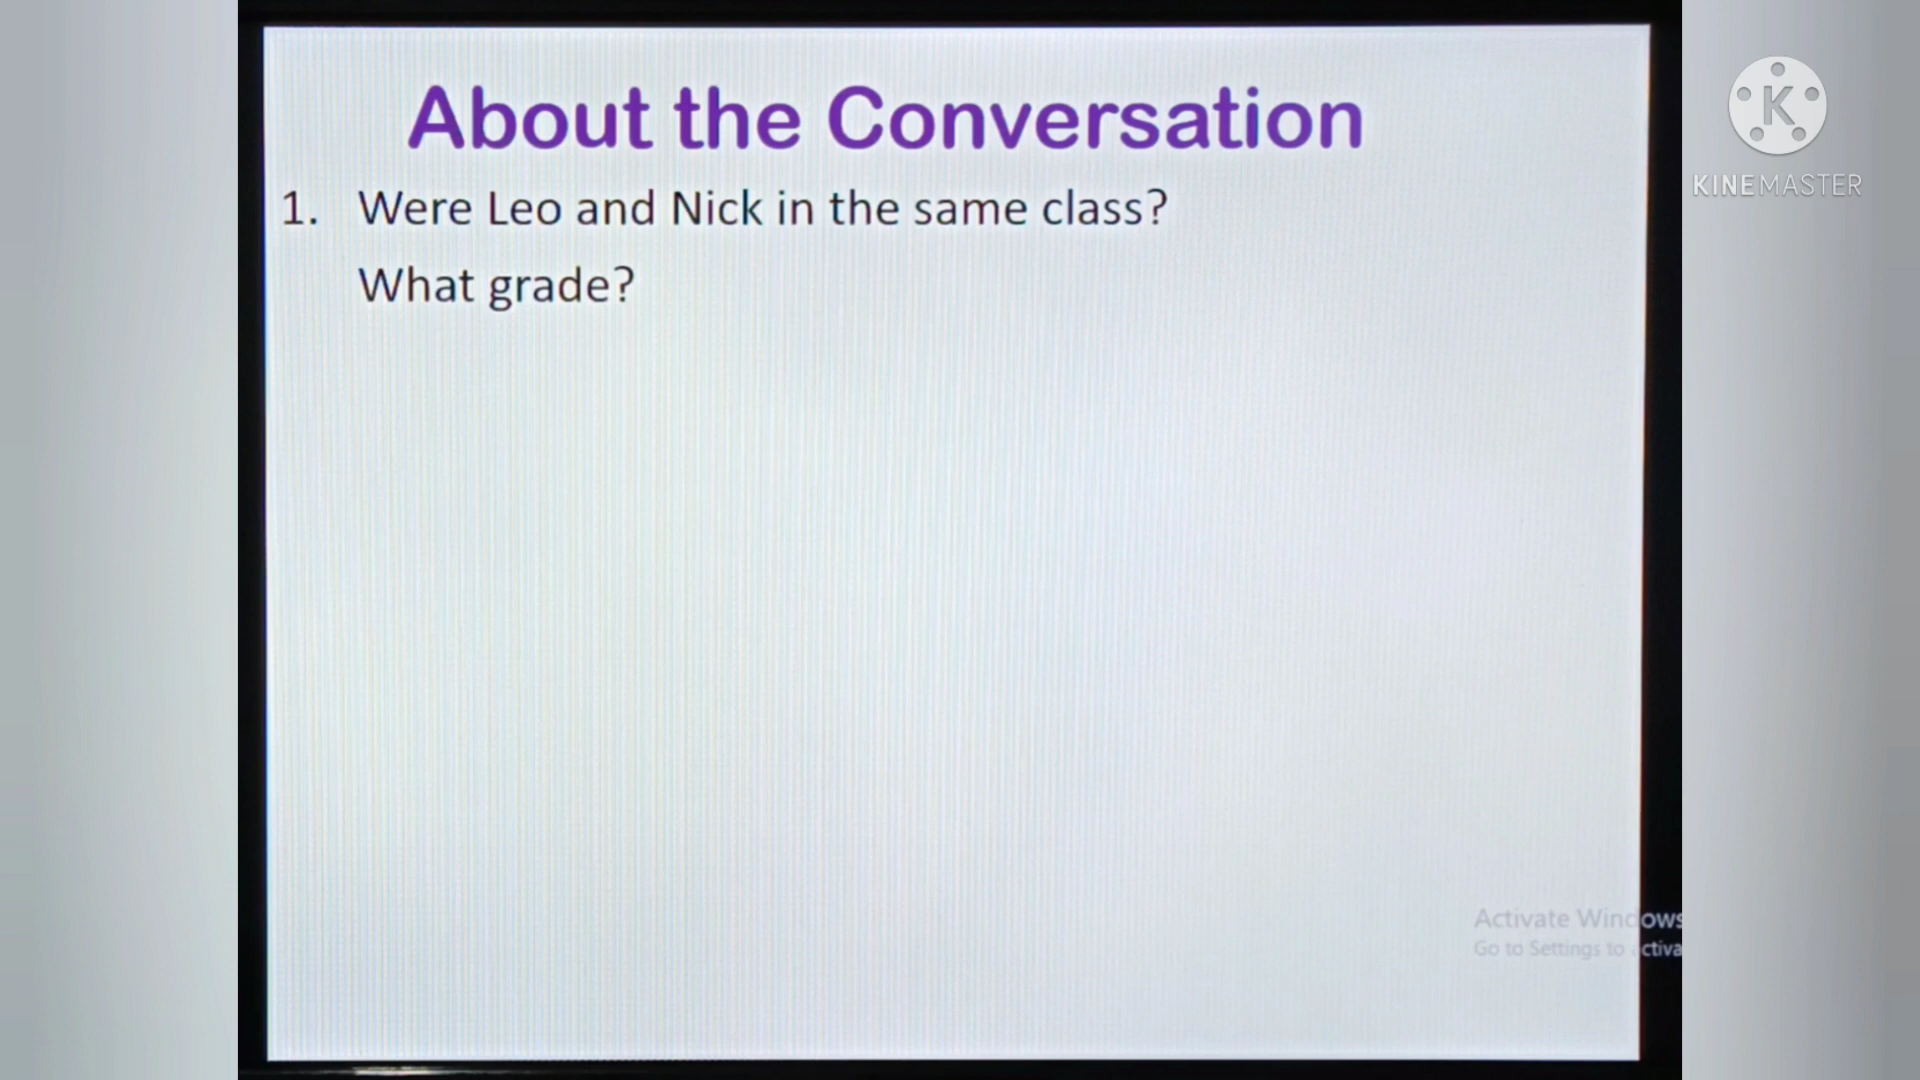 About the Conversation
1. Were Leo and Nick in the same class?
What grade?
K
KINEMASTER
Activate Windows
Go to Settings to activa